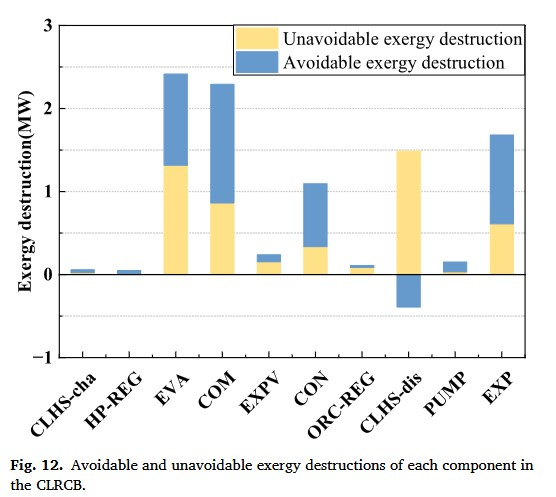 3
Unavoidable exergy destruction
Avoidable exergy destruction
2
1
0
−1
Exergy destruction(MW)
CLHS-cha
HP-REG
EVA
COM
EXPV
CON
ORC-REG
CLHS-dis
PUMP
EXP
Fig. 12. Avoidable and unavoidable exergy destructions of each component in
the CLRCB.